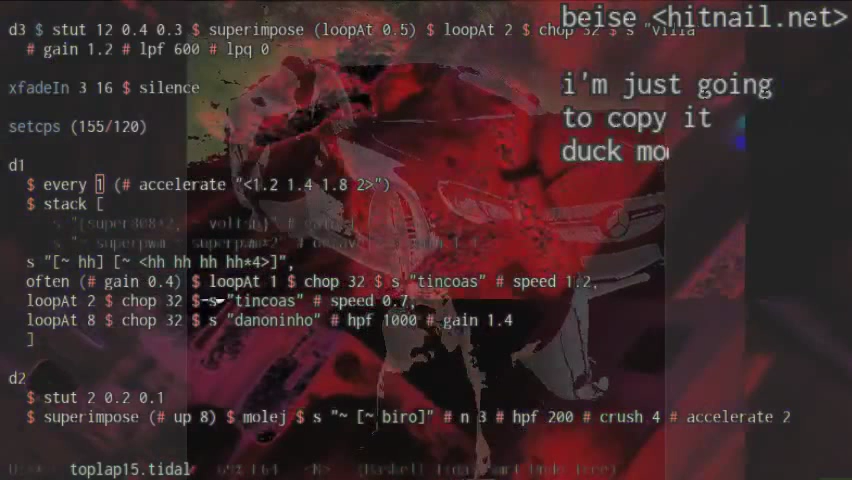 beise <hitnail.net>
i'm just going
to copy it
duck mo
d3 $ stut 12 0.4 0.3 $ superimpose (loopAt 0.5) $ loopAt 2 $ chop 32 $ s "villa
# gain 1.2 # lpf 600 # lpq 0
xfadeIn 3 16 $ silence
setcps (155/120)
d1
$ every 1 (# accelerate "<1.2 1.4 1.8 2>")
$ stack [
s "[super808*2,
s "~ superpwm
s "[~ hh] [~ <hh hh hh hh*4>]",
often (# gain 0.4) $ loopAt 1 $ chop 32 $ s "tincoas" # speed 1.2,
loopAt 2 $ chop 32 $ s "tincoas" # speed 0.7,
loopAt 8 $ chop 32 $ s "danoninho" # hpf 1000 # gain 1.4
]
d2
$ stut 2 0.2 0.1
$ superimpose (# up 8) $ molej $ s "~ [~ biro]" # n 3 # hpf 200 # crush 4 # accelerate 2
toplap15.tidal